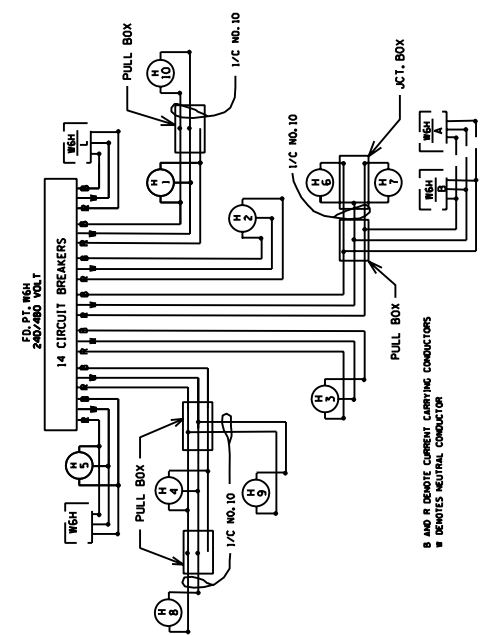 FD. PT. W6H
240/480 VOLT
14 CIRCUIT BREAKERS
W6H
H
5
W6H
L
PULL BOX
PULL BOX
H
8
H
4
H
1
H
10
1/C NO.10
1/C NO.10
H
9
H
2
1/C NO.10
H
3
H
6
H
7
PULL BOX
JCT. BOX
W6H
B
W6H
A
B AND R DENOTE CURRENT CARRYING CONDUCTORS
W DENOTES NEUTRAL CONDUCTOR